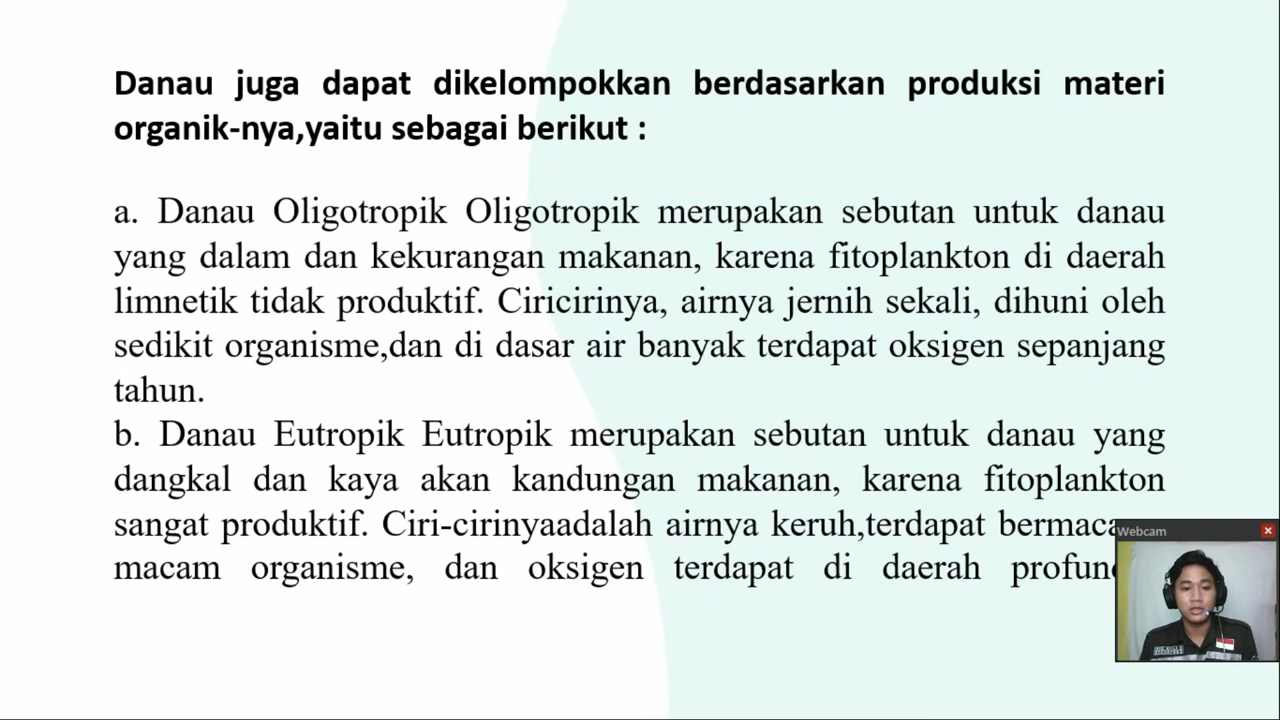 Danau juga dapat dikelompokkan berdasarkan produksi materi
organik-nya,yaitu sebagai berikut :
a. Danau Oligotropik Oligotropik merupakan sebutan untuk danau
yang dalam dan kekurangan makanan, karena fitoplankton di daerah
limnetik tidak produktif. Ciricirinya, airnya jernih sekali, dihuni oleh
sedikit organisme,dan di dasar air banyak terdapat oksigen sepanjang
tahun.
b. Danau Eutropik Eutropik merupakan sebutan untuk danau yang
dangkal dan kaya akan kandungan makanan, karena fitoplankton
sangat produktif. Ciri-cirinyaadalah airnya keruh,terdapat
macam organisme, dan oksigen terdapat di daerah
Webcam